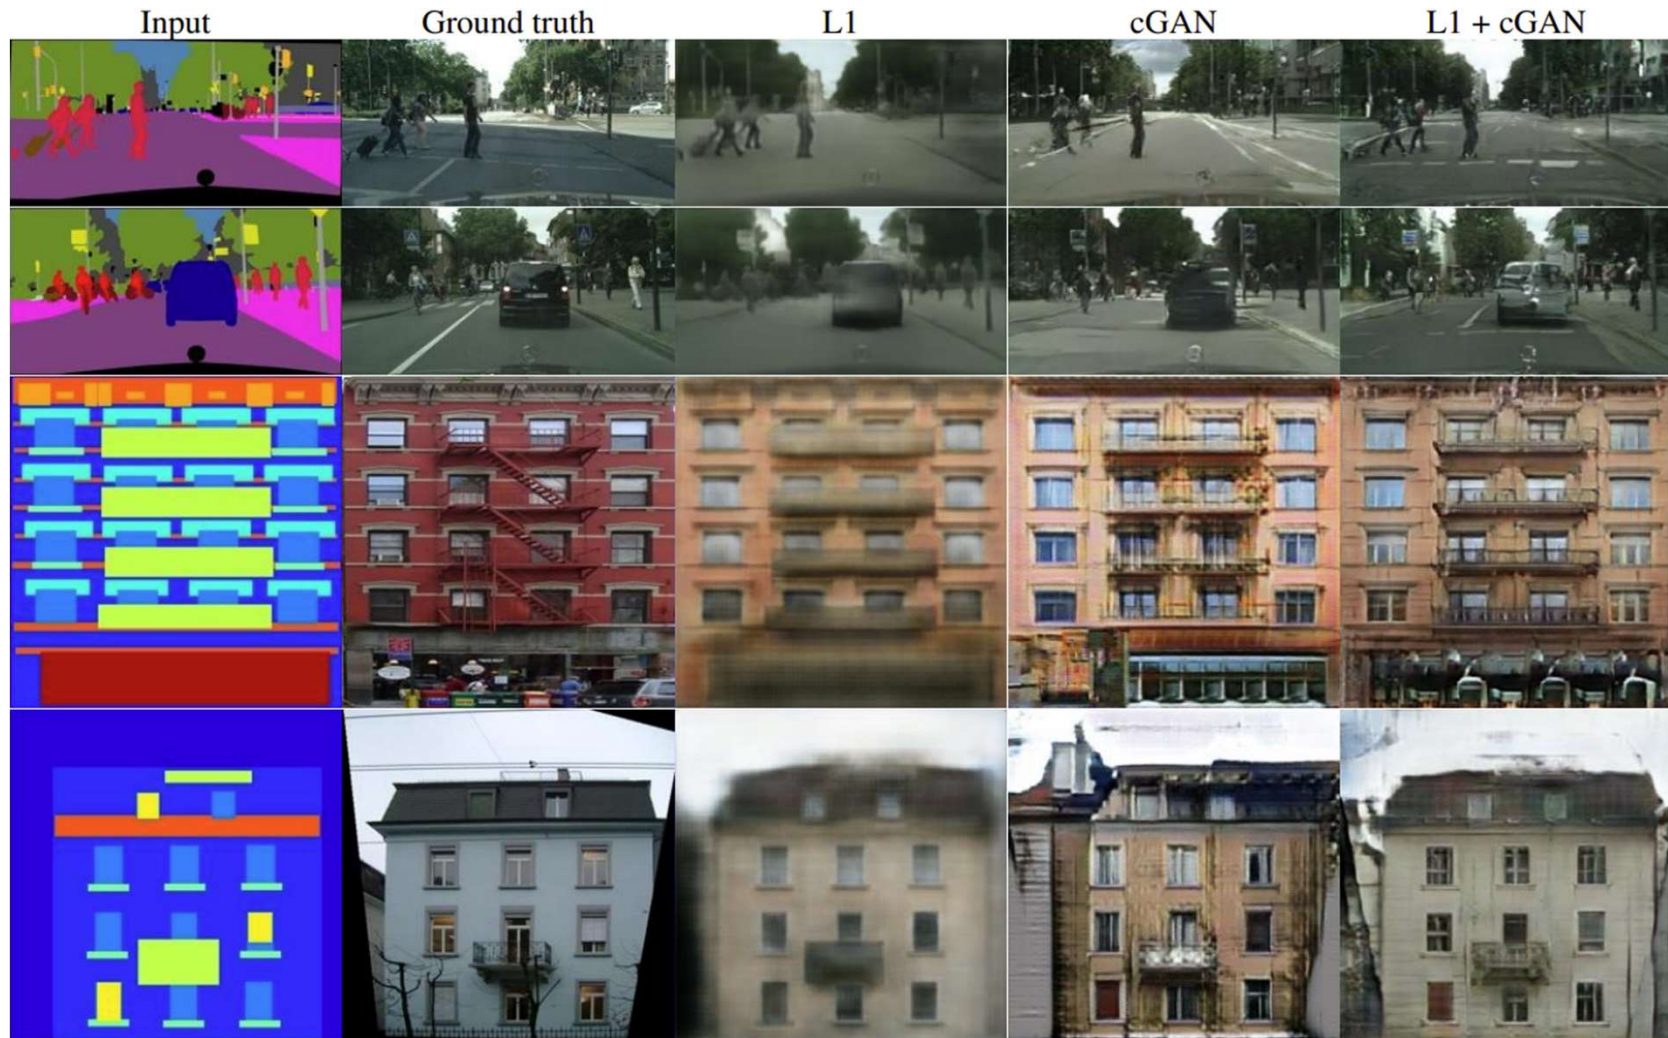 Input
Ground truth
L1
cGAN
L1 + cGAN